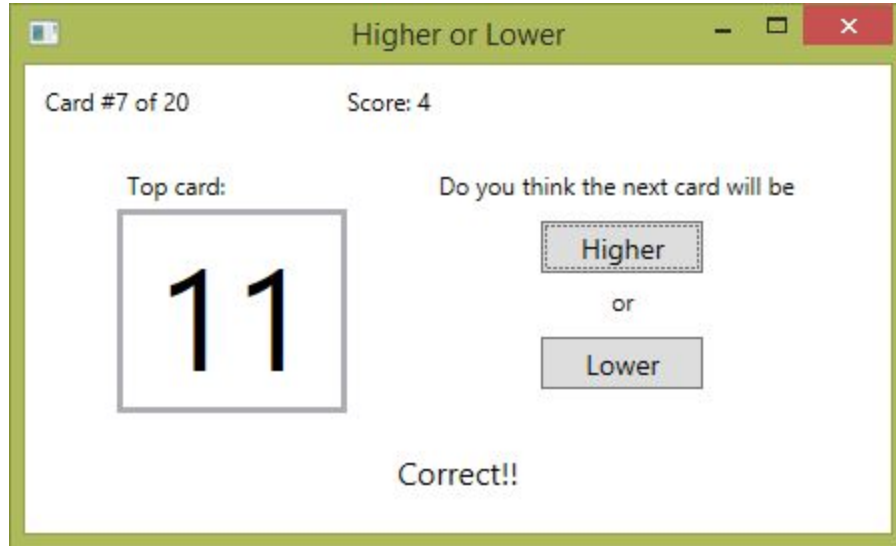 Higher or Lower
Card #7 of 20 Score: 4
Top card: Do you think the next card will be
11
Higher
or
Lower
Correct!!